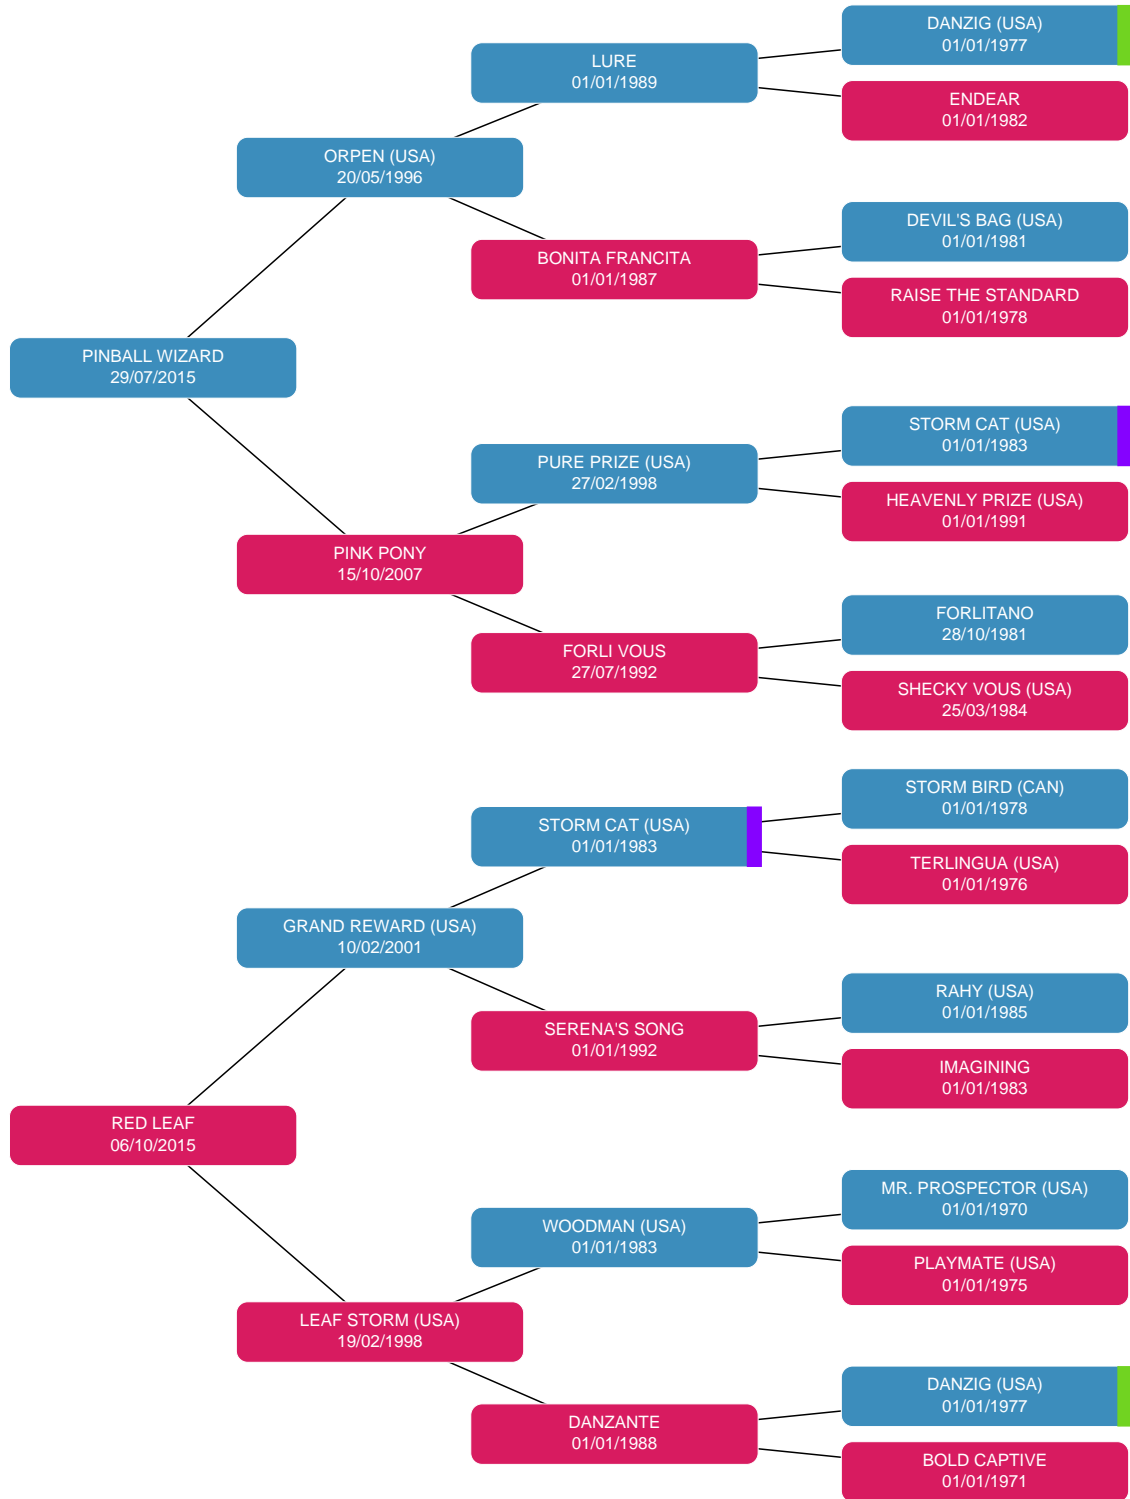 DANZIG (USA)
01/01/1977
LURE
01/01/1989
ENDEAR
01/01/1982
ORPEN (USA)
20/05/1996
DEVIL'S BAG (USA)
01/01/1981
BONITA FRANCITA
01/01/1987
RAISE THE STANDARD
01/01/1978
PINBALL WIZARD
29/07/2015
STORM CAT (USA)
01/01/1983
PURE PRIZE (USA)
27/02/1998
HEAVENLY PRIZE (USA)
01/01/1991
PINK PONY
15/10/2007
FORLITANO
28/10/1981
FORLI VOUS
27/07/1992
SHECKY VOUS (USA)
25/03/1984
STORM BIRD (CAN)
01/01/1978
STORM CAT (USA)
01/01/1983
TERLINGUA (USA)
01/01/1976
GRAND REWARD (USA)
10/02/2001
RAHY (USA)
01/01/1985
SERENA'S SONG
01/01/1992
IMAGINING
01/01/1983
RED LEAF
06/10/2015
MR. PROSPECTOR (USA)
01/01/1970
WOODMAN (USA)
01/01/1983
PLAYMATE (USA)
01/01/1975
LEAF STORM (USA)
19/02/1998
DANZIG (USA)
01/01/1977
DANZANTE
01/01/1988
BOLD CAPTIVE
01/01/1971